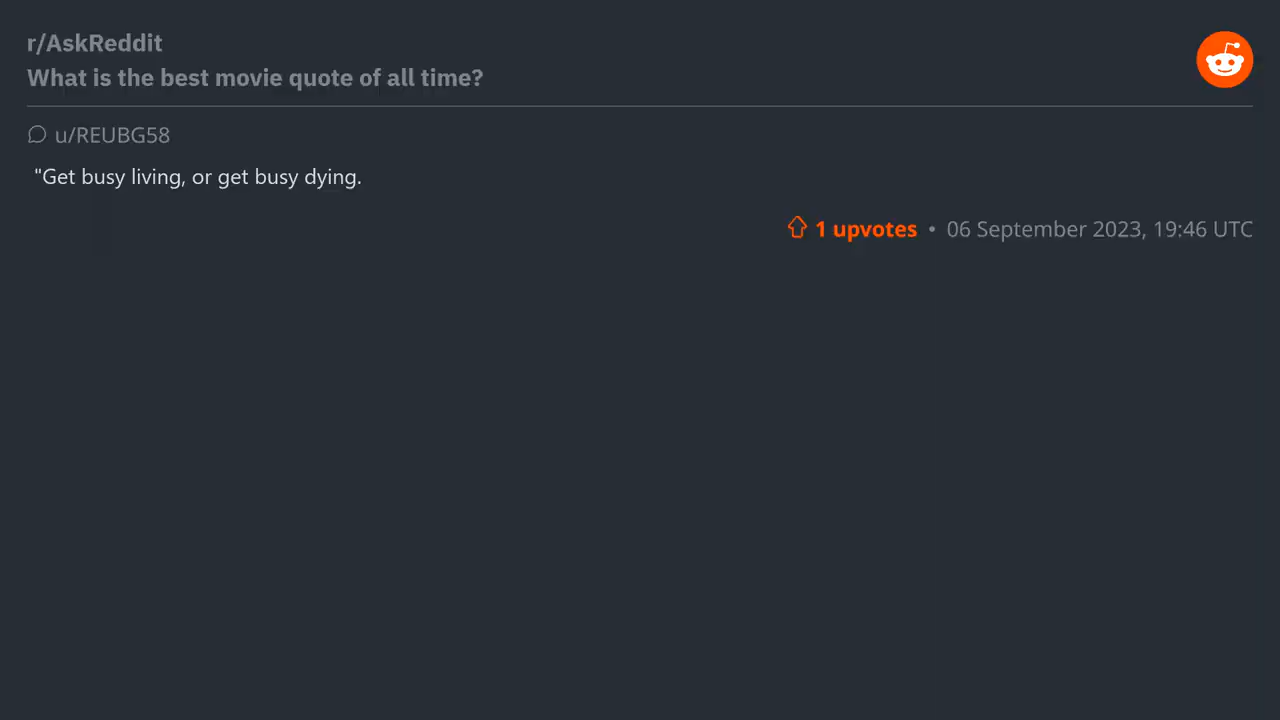 r/AskReddit
What is the best movie quote of all time?
u/REUBG58
"Get busy living, or get busy dying.
1 upvotes • 06 September 2023, 19:46 UTC